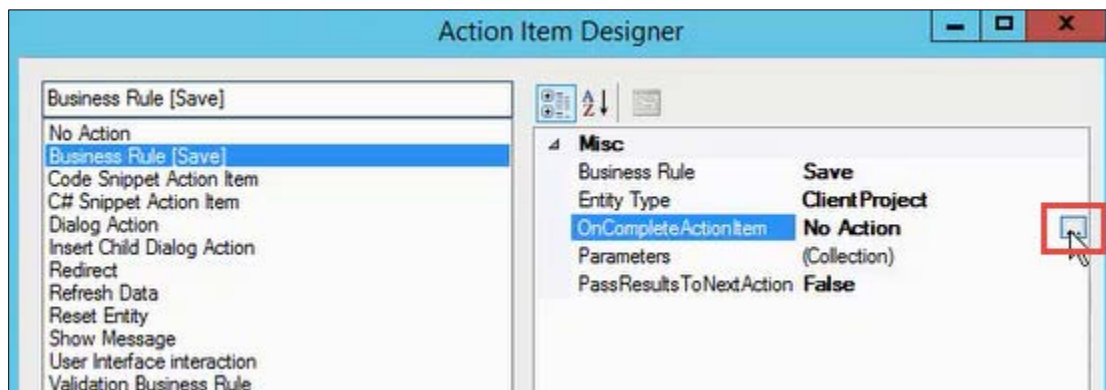 Action Item Designer
Business Rule [Save]
No Action
Business Rule [Save]
Code Snippet Action Item
C# Snippet Action Item
Dialog Action
Insert Child Dialog Action
Redirect
Refresh Data
Reset Entity
Show Message
User Interface interaction
Validation Business Rule
Misc
Business Rule Save
Entity Type ClientProject
OnCompleteActionItem No Action
Parameters (Collection)
PassResultsToNextAction False